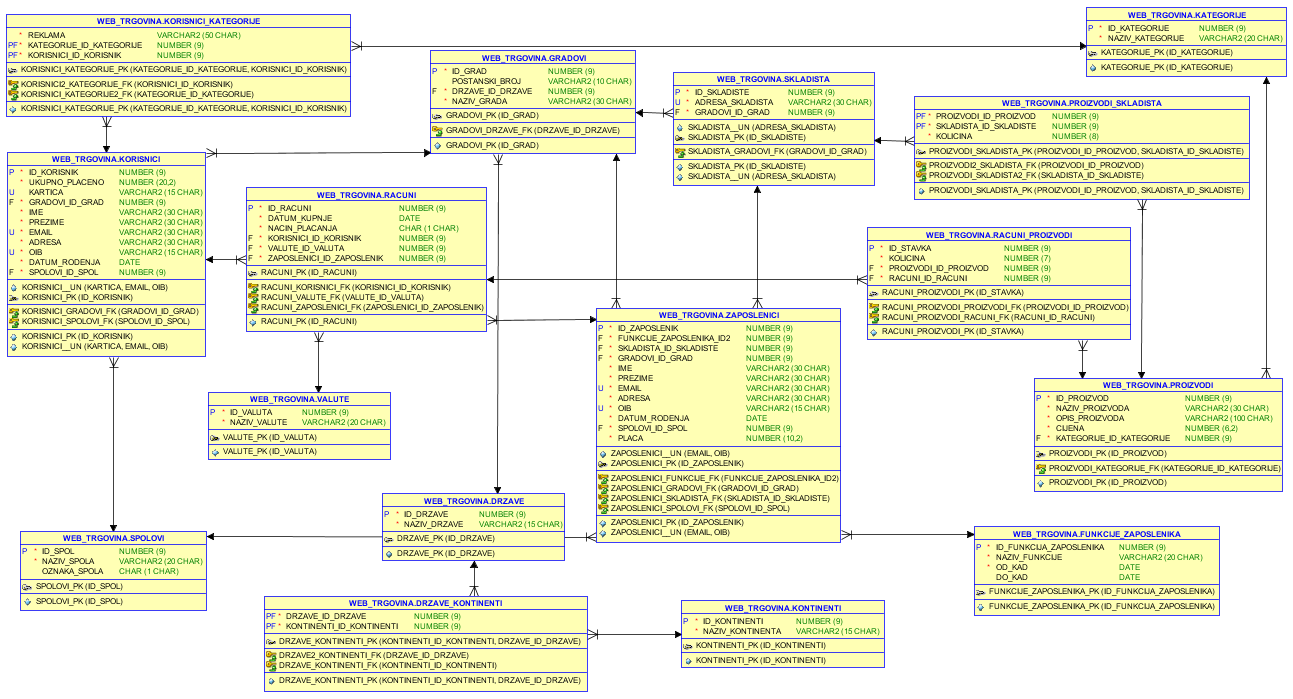 WEB_TRGOVINA.KORISNICI_KATEGORIJE
* REKLAMA VARCHAR2 (50 CHAR)
PF * KATEGORIJE_ID_KATEGORIJE NUMBER (9)
PF * KORISNICI_ID_KORISNIK NUMBER (9)
KORISNICI_KATEGORIJE_PK (KATEGORIJE_ID_KATEGORIJE, KORISNICI_ID_KORISNIK)
KORISNICI2_KATEGORIJE_FK (KORISNICI_ID_KORISNIK)
KORISNICI_KATEGORIJE2_FK (KATEGORIJE_ID_KATEGORIJE)
KORISNICI_KATEGORIJE_PK (KATEGORIJE_ID_KATEGORIJE, KORISNICI_ID_KORISNIK)
WEB_TRGOVINA.KATEGORIJE
P * ID_KATEGORIJE NUMBER (9)
* NAZIV_KATEGORIJE VARCHAR2 (20 CHAR)
KATEGORIJE_PK (ID_KATEGORIJE)
KATEGORIJE_PK (ID_KATEGORIJE)
WEB_TRGOVINA.GRADOVI
P * ID_GRAD NUMBER (9)
POSTANSKI_BROJ VARCHAR2 (10 CHAR)
F * DRZAVE_ID_DRZAVE NUMBER (9)
* NAZIV_GRADA VARCHAR2 (30 CHAR)
GRADOVI_PK (ID_GRAD)
GRADOVI_DRZAVE_FK (DRZAVE_ID_DRZAVE)
GRADOVI_PK (ID_GRAD)
WEB_TRGOVINA.SKLADISTA
P * ID_SKLADISTE NUMBER (9)
U * ADRESA_SKLADISTA VARCHAR2 (30 CHAR)
F * GRADOVI_ID_GRAD NUMBER (9)
SKLADISTA__UN (ADRESA_SKLADISTA)
SKLADISTA_PK (ID_SKLADISTE)
SKLADISTA_GRADOVI_FK (GRADOVI_ID_GRAD)
SKLADISTA_PK (ID_SKLADISTE)
SKLADISTA__UN (ADRESA_SKLADISTA)
WEB_TRGOVINA.PROIZVODI_SKLADISTA
PF * PROIZVODI_ID_PROIZVOD NUMBER (9)
PF * SKLADISTA_ID_SKLADISTE NUMBER (9)
* KOLICINA NUMBER (8)
PROIZVODI_SKLADISTA_PK (PROIZVODI_ID_PROIZVOD, SKLADISTA_ID_SKLADISTE)
PROIZVODI2_SKLADISTA_FK (PROIZVODI_ID_PROIZVOD)
PROIZVODI_SKLADISTA2_FK (SKLADISTA_ID_SKLADISTE)
PROIZVODI_SKLADISTA_PK (PROIZVODI_ID_PROIZVOD, SKLADISTA_ID_SKLADISTE)
WEB_TRGOVINA.KORISNICI
P * ID_KORISNIK NUMBER (9)
* UKUPNO_PLACENO NUMBER (20,2)
U KARTICA VARCHAR2 (15 CHAR)
F * GRADOVI_ID_GRAD NUMBER (9)
* IME VARCHAR2 (30 CHAR)
* PREZIME VARCHAR2 (30 CHAR)
U * EMAIL VARCHAR2 (30 CHAR)
* ADRESA VARCHAR2 (30 CHAR)
U * OIB VARCHAR2 (15 CHAR)
* DATUM_RODENJA DATE
F * SPOLOVI_ID_SPOL NUMBER (9)
KORISNICI__UN (KARTICA, EMAIL, OIB)
KORISNICI_PK (ID_KORISNIK)
KORISNICI_GRADOVI_FK (GRADOVI_ID_GRAD)
KORISNICI_SPOLOVI_FK (SPOLOVI_ID_SPOL)
KORISNICI_PK (ID_KORISNIK)
KORISNICI__UN (KARTICA, EMAIL, OIB)
WEB_TRGOVINA.RACUNI
P * ID_RACUNI NUMBER (9)
* DATUM_KUPNJE DATE
* NACIN_PLACANJA CHAR (1 CHAR)
F * KORISNICI_ID_KORISNIK NUMBER (9)
F * VALUTE_ID_VALUTA NUMBER (9)
F * ZAPOSLENICI_ID_ZAPOSLENIK NUMBER (9)
RACUNI_PK (ID_RACUNI)
RACUNI_KORISNICI_FK (KORISNICI_ID_KORISNIK)
RACUNI_VALUTE_FK (VALUTE_ID_VALUTA)
RACUNI_ZAPOSLENICI_FK (ZAPOSLENICI_ID_ZAPOSLENIK)
RACUNI_PK (ID_RACUNI)
WEB_TRGOVINA.RACUNI_PROIZVODI
P * ID_STAVKA NUMBER (9)
* KOLICINA NUMBER (7)
F * PROIZVODI_ID_PROIZVOD NUMBER (9)
F * RACUNI_ID_RACUNI NUMBER (9)
RACUNI_PROIZVODI_PK (ID_STAVKA)
RACUNI_PROIZVODI_PROIZVODI_FK (PROIZVODI_ID_PROIZVOD)
RACUNI_PROIZVODI_RACUNI_FK (RACUNI_ID_RACUNI)
RACUNI_PROIZVODI_PK (ID_STAVKA)
WEB_TRGOVINA.ZAPOSLENICI
P * ID_ZAPOSLENIK NUMBER (9)
F * FUNKCIJE_ZAPOSLENIKA_ID2 NUMBER (9)
F * SKLADISTA_ID_SKLADISTE NUMBER (9)
F * GRADOVI_ID_GRAD NUMBER (9)
* IME VARCHAR2 (30 CHAR)
* PREZIME VARCHAR2 (30 CHAR)
U * EMAIL VARCHAR2 (30 CHAR)
* ADRESA VARCHAR2 (30 CHAR)
U * OIB VARCHAR2 (15 CHAR)
* DATUM_RODENJA DATE
F * SPOLOVI_ID_SPOL NUMBER (9)
* PLACA NUMBER (10,2)
ZAPOSLENICI__UN (EMAIL, OIB)
ZAPOSLENICI_PK (ID_ZAPOSLENIK)
ZAPOSLENICI_FUNKCIJE_FK (FUNKCIJE_ZAPOSLENIKA_ID2)
ZAPOSLENICI_GRADOVI_FK (GRADOVI_ID_GRAD)
ZAPOSLENICI_SKLADISTA_FK (SKLADISTA_ID_SKLADISTE)
ZAPOSLENICI_SPOLOVI_FK (SPOLOVI_ID_SPOL)
ZAPOSLENICI_PK (ID_ZAPOSLENIK)
ZAPOSLENICI__UN (EMAIL, OIB)
WEB_TRGOVINA.PROIZVODI
P * ID_PROIZVOD NUMBER (9)
* NAZIV_PROIZVODA VARCHAR2 (30 CHAR)
* OPIS_PROIZVODA VARCHAR2 (100 CHAR)
* CIJENA NUMBER (6,2)
F * KATEGORIJE_ID_KATEGORIJE NUMBER (9)
PROIZVODI_PK (ID_PROIZVOD)
PROIZVODI_KATEGORIJE_FK (KATEGORIJE_ID_KATEGORIJE)
PROIZVODI_PK (ID_PROIZVOD)
WEB_TRGOVINA.VALUTE
P * ID_VALUTA NUMBER (9)
* NAZIV_VALUTE VARCHAR2 (20 CHAR)
VALUTE_PK (ID_VALUTA)
VALUTE_PK (ID_VALUTA)
WEB_TRGOVINA.DRZAVE
P * ID_DRZAVE NUMBER (9)
* NAZIV_DRZAVE VARCHAR2 (15 CHAR)
DRZAVE_PK (ID_DRZAVE)
DRZAVE_PK (ID_DRZAVE)
WEB_TRGOVINA.SPOLOVI
P * ID_SPOL NUMBER (9)
* NAZIV_SPOLA VARCHAR2 (20 CHAR)
OZNAKA_SPOLA CHAR (1 CHAR)
SPOLOVI_PK (ID_SPOL)
SPOLOVI_PK (ID_SPOL)
WEB_TRGOVINA.FUNKCIJE_ZAPOSLENIKA
P * ID_FUNKCIJA_ZAPOSLENIKA NUMBER (9)
* NAZIV_FUNKCIJE VARCHAR2 (20 CHAR)
* OD_KAD DATE
DO_KAD DATE
FUNKCIJE_ZAPOSLENIKA_PK (ID_FUNKCIJA_ZAPOSLENIKA)
FUNKCIJE_ZAPOSLENIKA_PK (ID_FUNKCIJA_ZAPOSLENIKA)
WEB_TRGOVINA.DRZAVE_KONTINENTI
PF * DRZAVE_ID_DRZAVE NUMBER (9)
PF * KONTINENTI_ID_KONTINENTI NUMBER (9)
DRZAVE_KONTINENTI_PK (KONTINENTI_ID_KONTINENTI, DRZAVE_ID_DRZAVE)
DRZAVE2_KONTINENTI_FK (DRZAVE_ID_DRZAVE)
DRZAVE_KONTINENTI_FK (KONTINENTI_ID_KONTINENTI)
DRZAVE_KONTINENTI_PK (KONTINENTI_ID_KONTINENTI, DRZAVE_ID_DRZAVE)
WEB_TRGOVINA.KONTINENTI
P * ID_KONTINENTI NUMBER (9)
* NAZIV_KONTINENTA VARCHAR2 (15 CHAR)
KONTINENTI_PK (ID_KONTINENTI)
KONTINENTI_PK (ID_KONTINENTI)